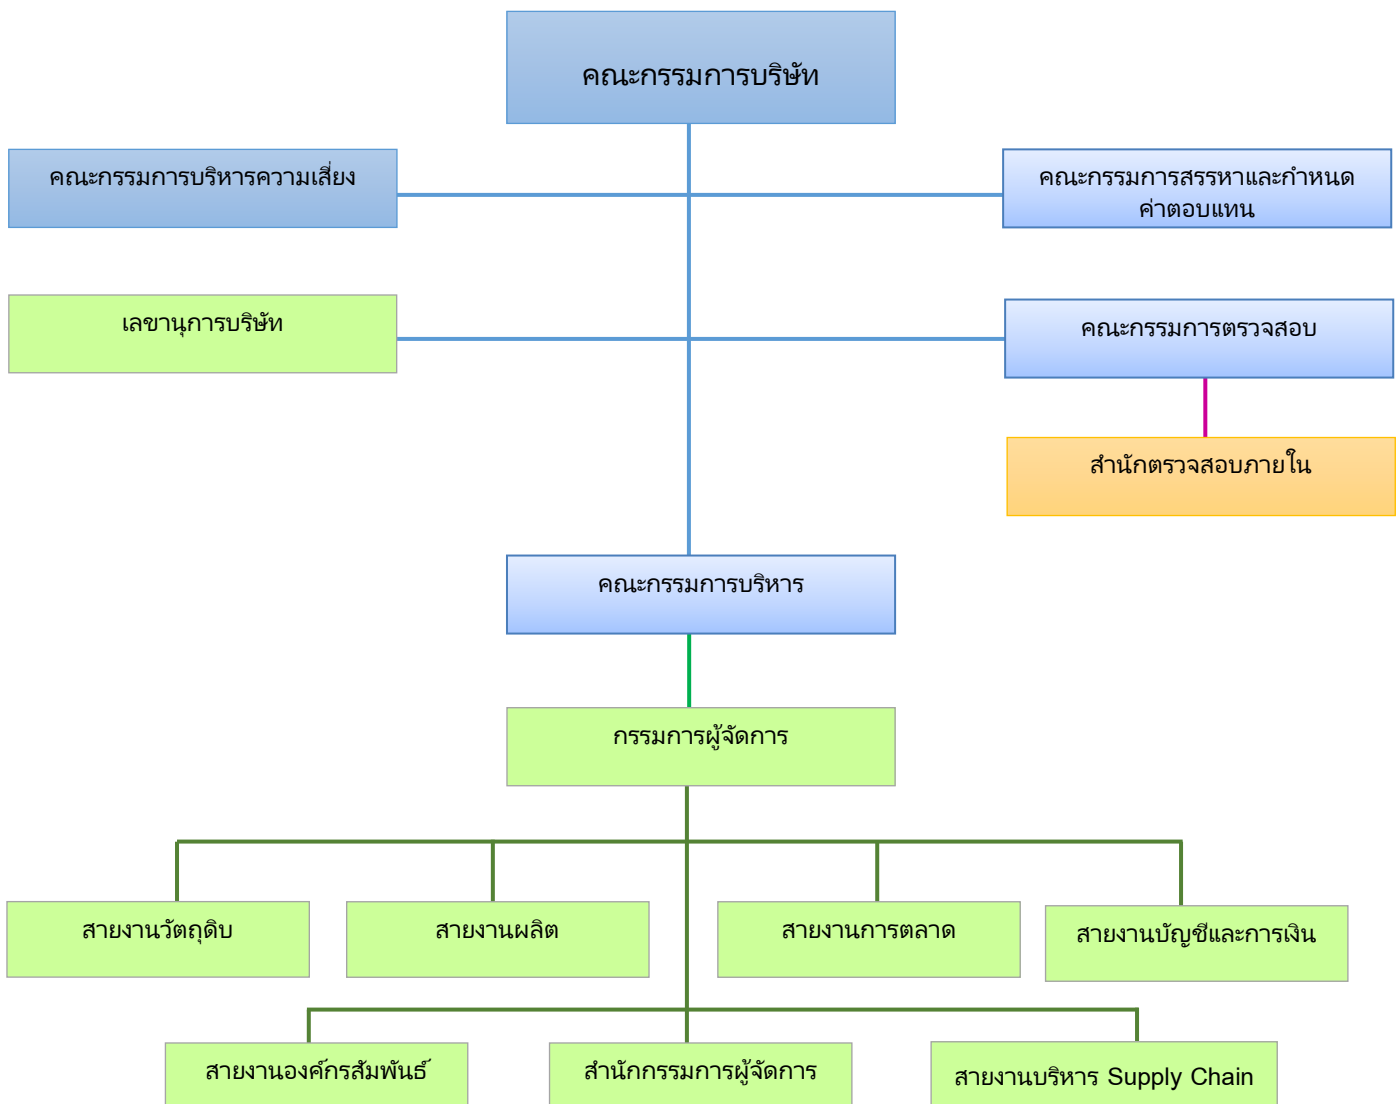 คณะกรรมการบริษัท
คณะกรรมการบริหารความเสี่ยง
คณะกรรมการสรรหาและกำหนด
ค่าตอบแทน
เลขานุการบริษัท
คณะกรรมการตรวจสอบ
สำนักตรวจสอบภายใน
คณะกรรมการบริหาร
กรรมการผู้จัดการ
สายงานวัตถุดิบ
สายงานผลิต
สายงานการตลาด
สายงานบัญชีและการเงิน
สายงานองค์กรสัมพันธ์
สำนักกรรมการผู้จัดการ
สายงานบริหาร Supply Chain